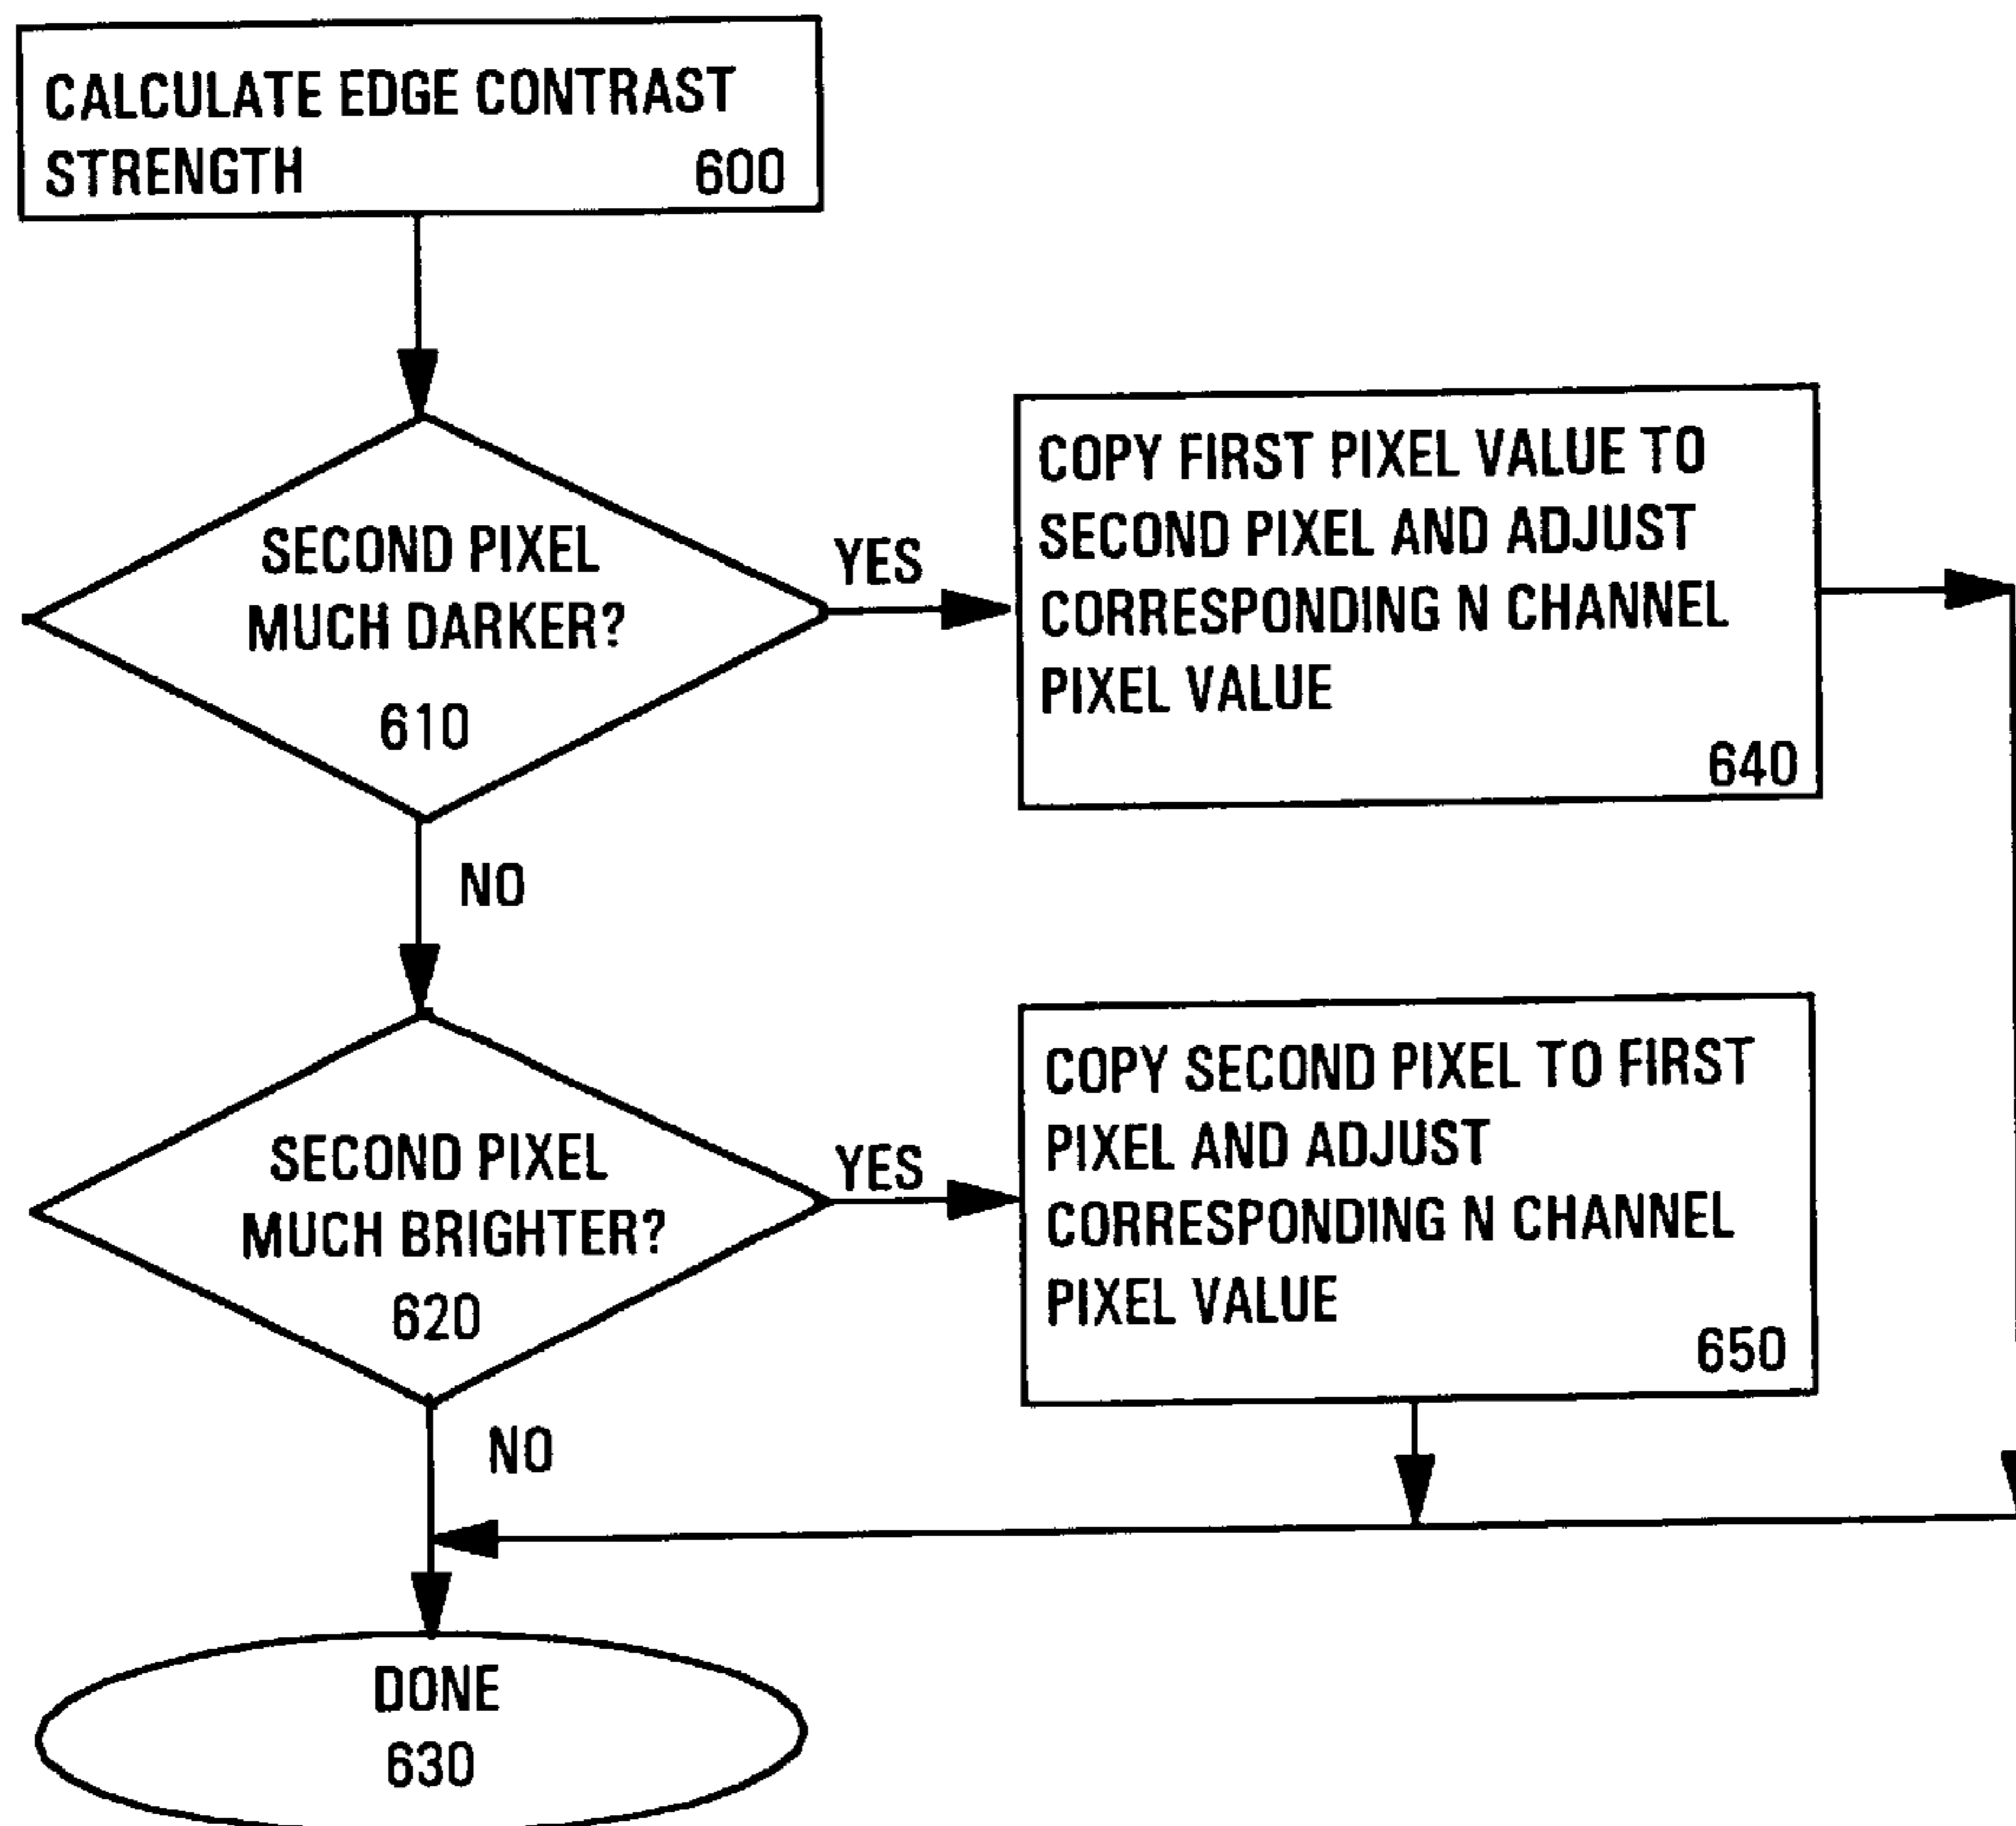 CALCULATE EDGE CONTRAST
STRENGTH 600
SECOND PIXEL
MUCH DARKER?
610
YES
COPY FIRST PIXEL VALUE TO
SECOND PIXEL AND ADJUST
CORRESPONDING N CHANNEL
PIXEL VALUE
640
NO
SECOND PIXEL
MUCH BRIGHTER?
620
YES
COPY SECOND PIXEL TO FIRST
PIXEL AND ADJUST
CORRESPONDING N CHANNEL
PIXEL VALUE
650
NO
DONE
630